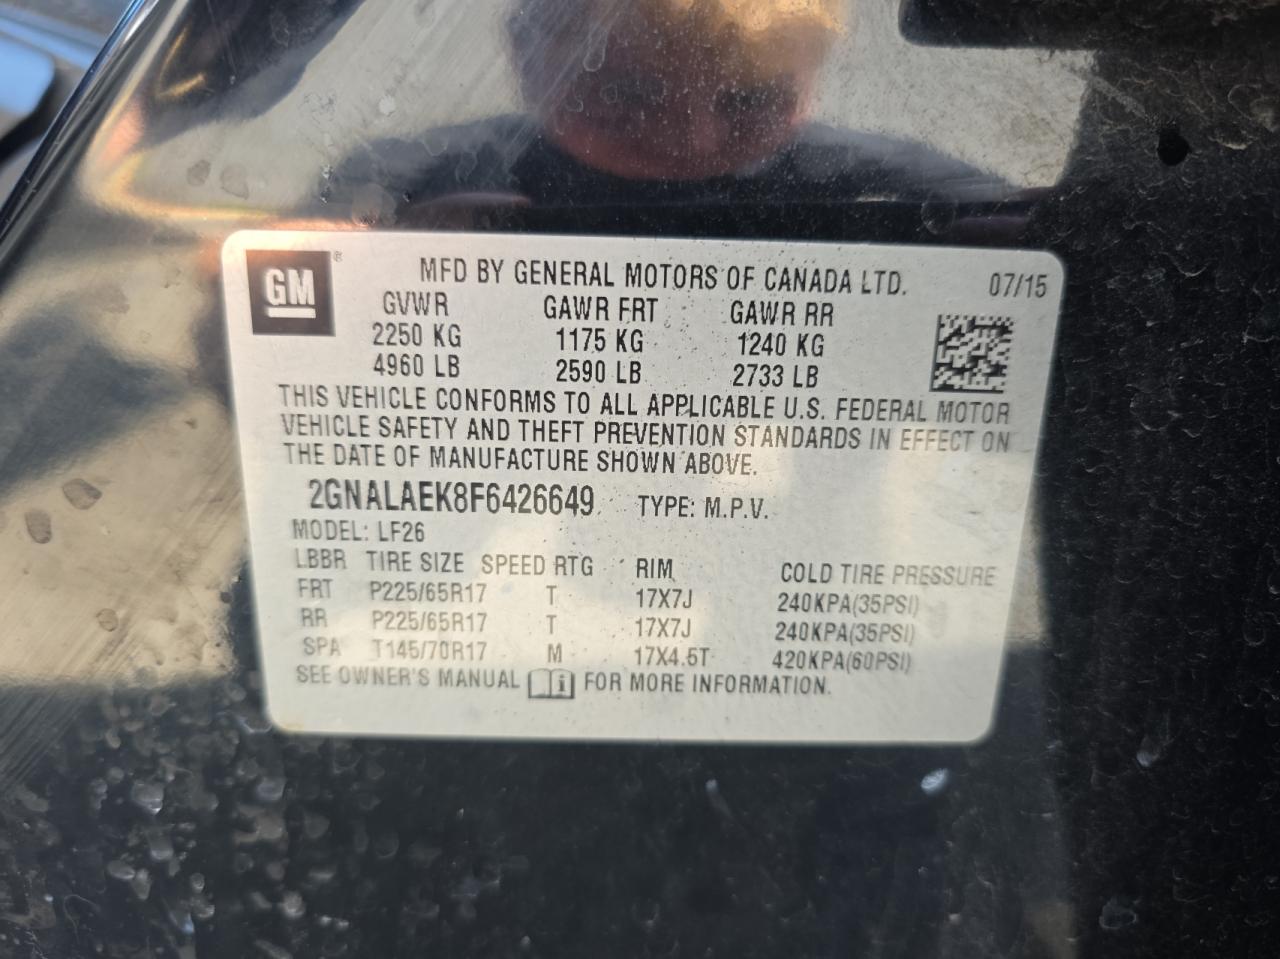 GM ®
MFD BY GENERAL MOTORS OF CANADA LTD. 07/15
GVWR GAWR FRT GAWR RR
2250 KG 1175 KG 1240 KG
4960 LB 2590 LB 2733 LB
THIS VEHICLE CONFORMS TO ALL APPLICABLE U.S. FEDERAL MOTOR
VEHICLE SAFETY AND THEFT PREVENTION STANDARDS IN EFFECT ON
THE DATE OF MANUFACTURE SHOWN ABOVE.
2GNALAEK8F6426649 TYPE: M.P.V.
MODEL: LF26
LBBR TIRE SIZE SPEED RTG RIM COLD TIRE PRESSURE
FRT P225/65R17 T 17X7J 240KPA(35PSI)
RR P225/65R17 T 17X7J 240KPA(35PSI)
SPA T145/70R17 M 17X4.5T 420KPA(60PSI)
SEE OWNER'S MANUAL i FOR MORE INFORMATION.